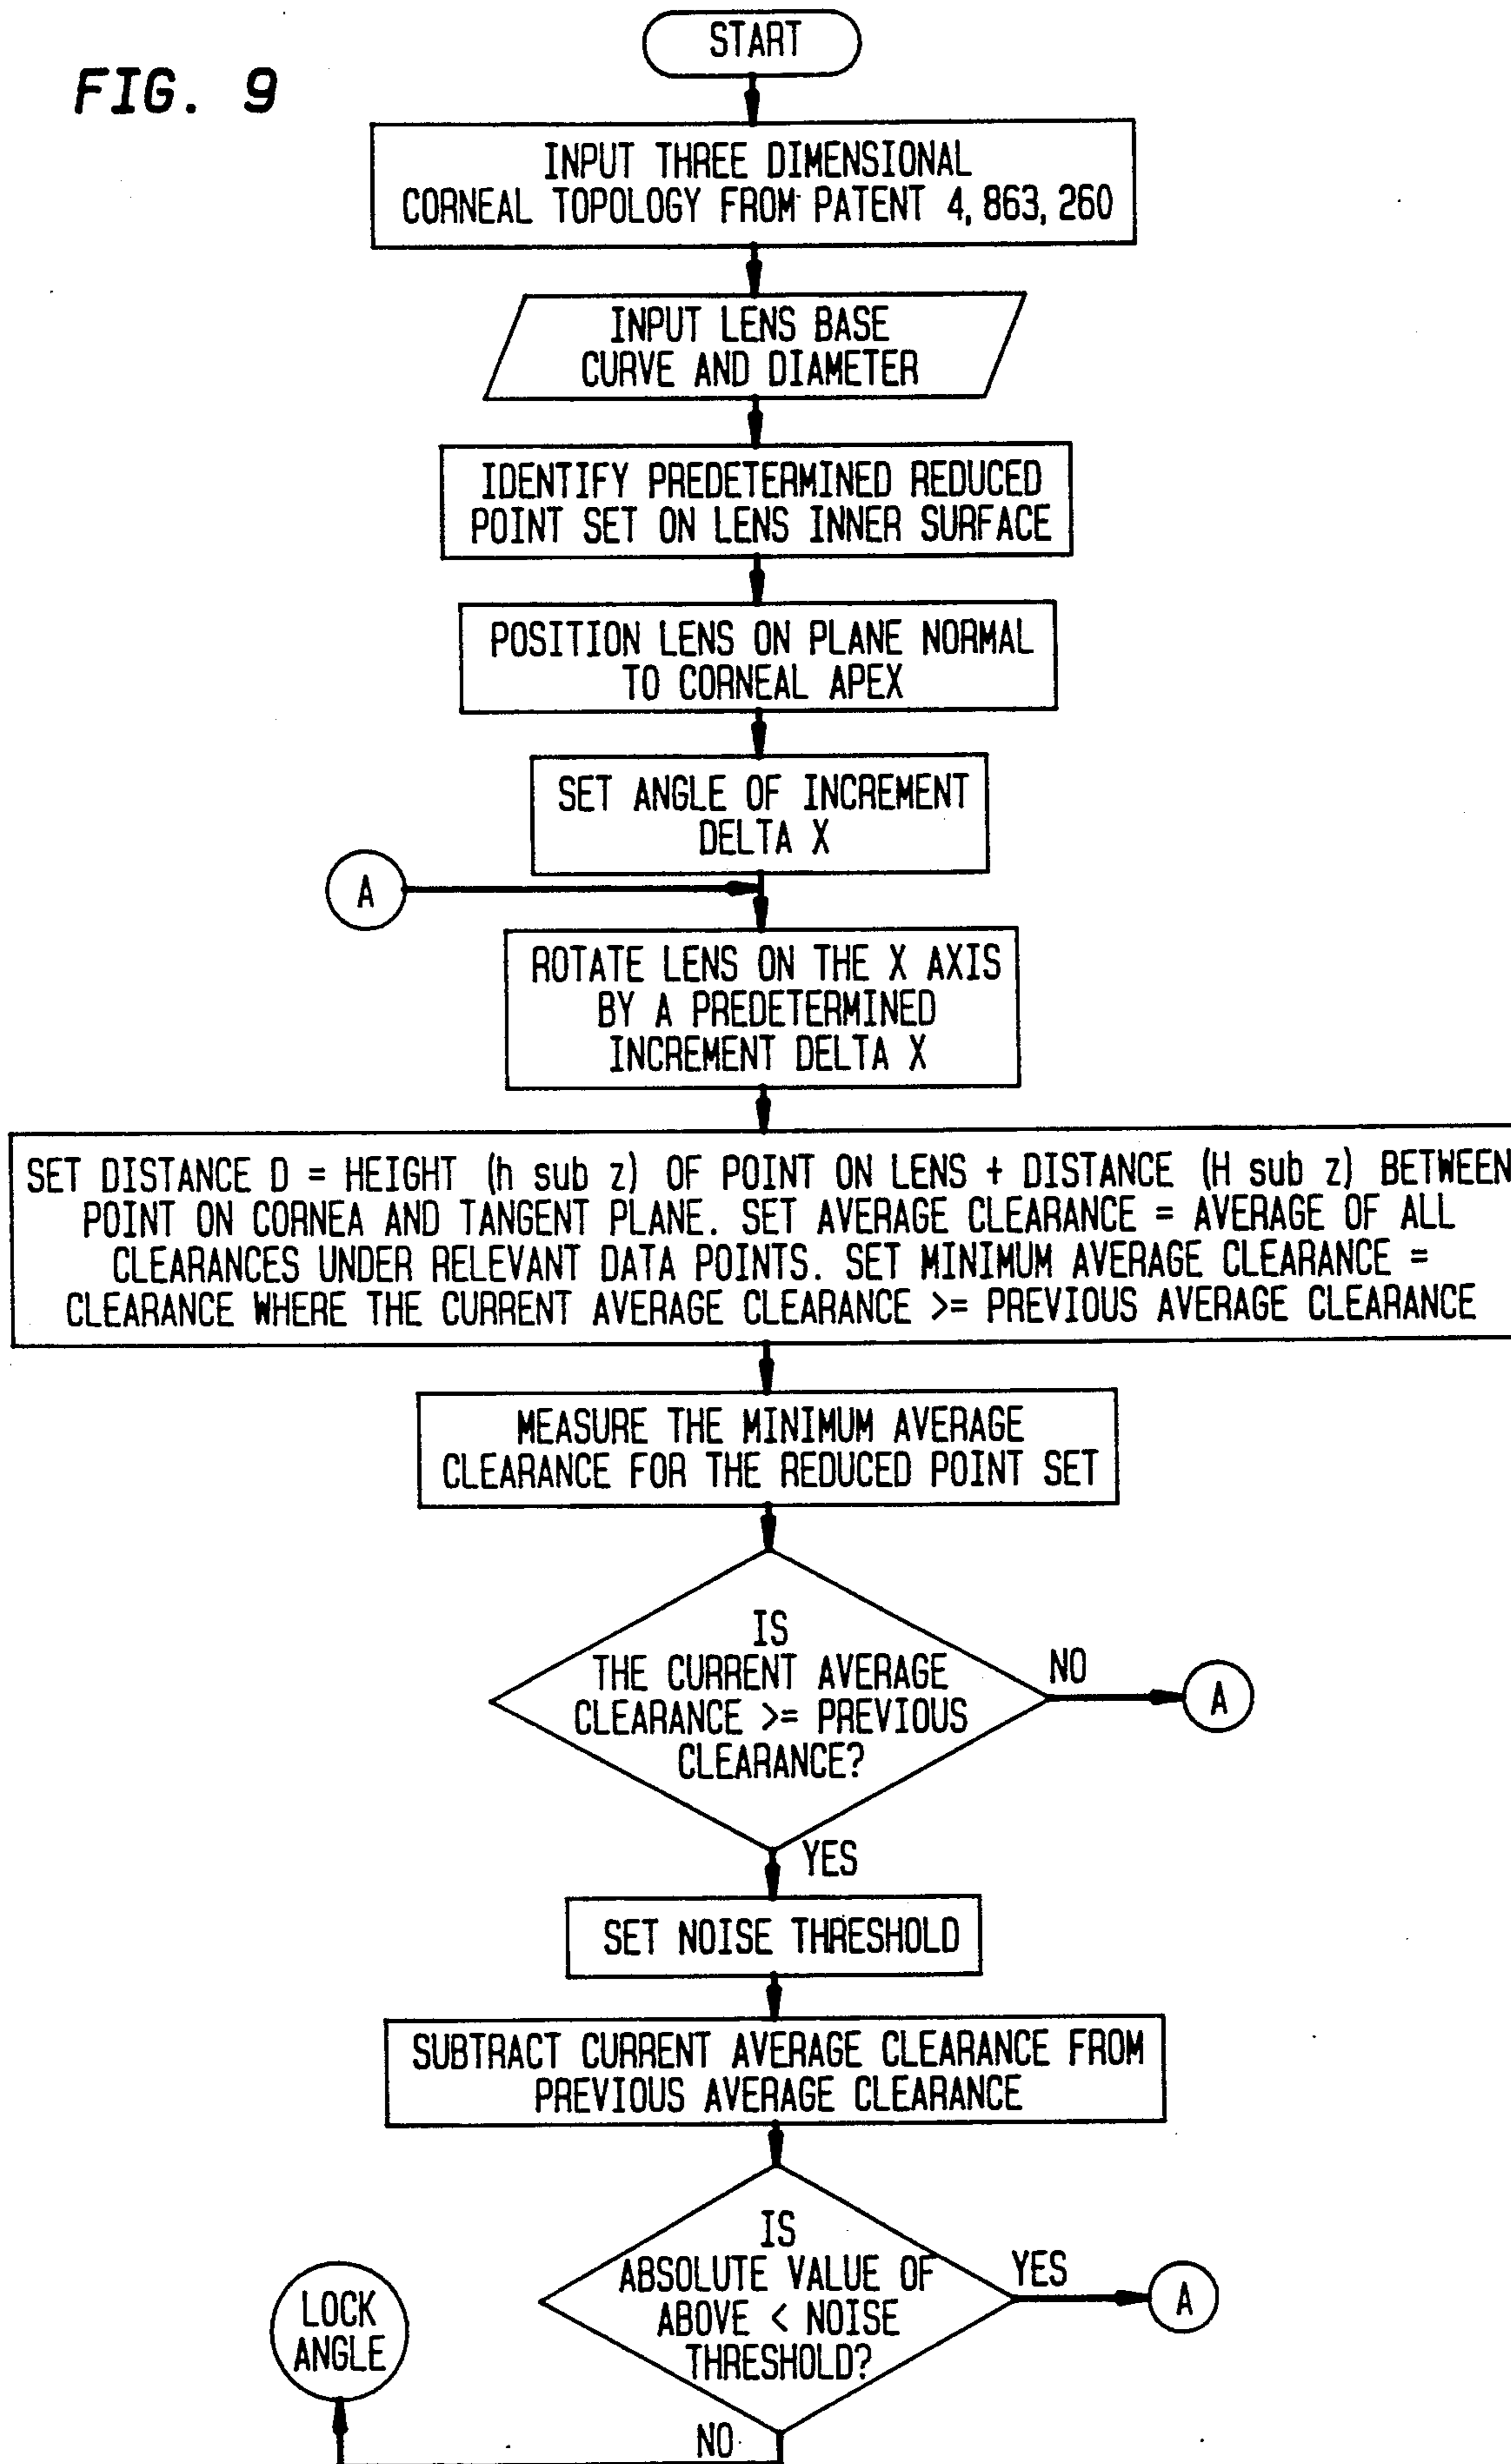 START
FIG. 9
INPUT THREE DIMENSIONAL
CORNEAL TOPOLOGY FROM PATENT 4,863,260
INPUT LENS BASE
CURVE AND DIAMETER
IDENTIFY PREDETERMINED REDUCED
POINT SET ON LENS INNER SURFACE
POSITION LENS ON PLANE NORMAL
TO CORNEAL APEX
SET ANGLE OF INCREMENT
DELTA X
A
ROTATE LENS ON THE X AXIS
BY A PREDETERMINED
INCREMENT DELTA X
SET DISTANCE D = HEIGHT (h sub z) OF POINT ON LENS + DISTANCE (H sub z) BETWEEN
POINT ON CORNEA AND TANGENT PLANE. SET AVERAGE CLEARANCE = AVERAGE OF ALL
CLEARANCES UNDER RELEVANT DATA POINTS. SET MINIMUM AVERAGE CLEARANCE =
CLEARANCE WHERE THE CURRENT AVERAGE CLEARANCE >= PREVIOUS AVERAGE CLEARANCE
MEASURE THE MINIMUM AVERAGE
CLEARANCE FOR THE REDUCED POINT SET
IS
THE CURRENT AVERAGE
CLEARANCE >= PREVIOUS
CLEARANCE?
NO
A
YES
SET NOISE THRESHOLD
SUBTRACT CURRENT AVERAGE CLEARANCE FROM
PREVIOUS AVERAGE CLEARANCE
IS
ABSOLUTE VALUE OF
ABOVE < NOISE
THRESHOLD?
YES
A
LOCK
ANGLE
NO